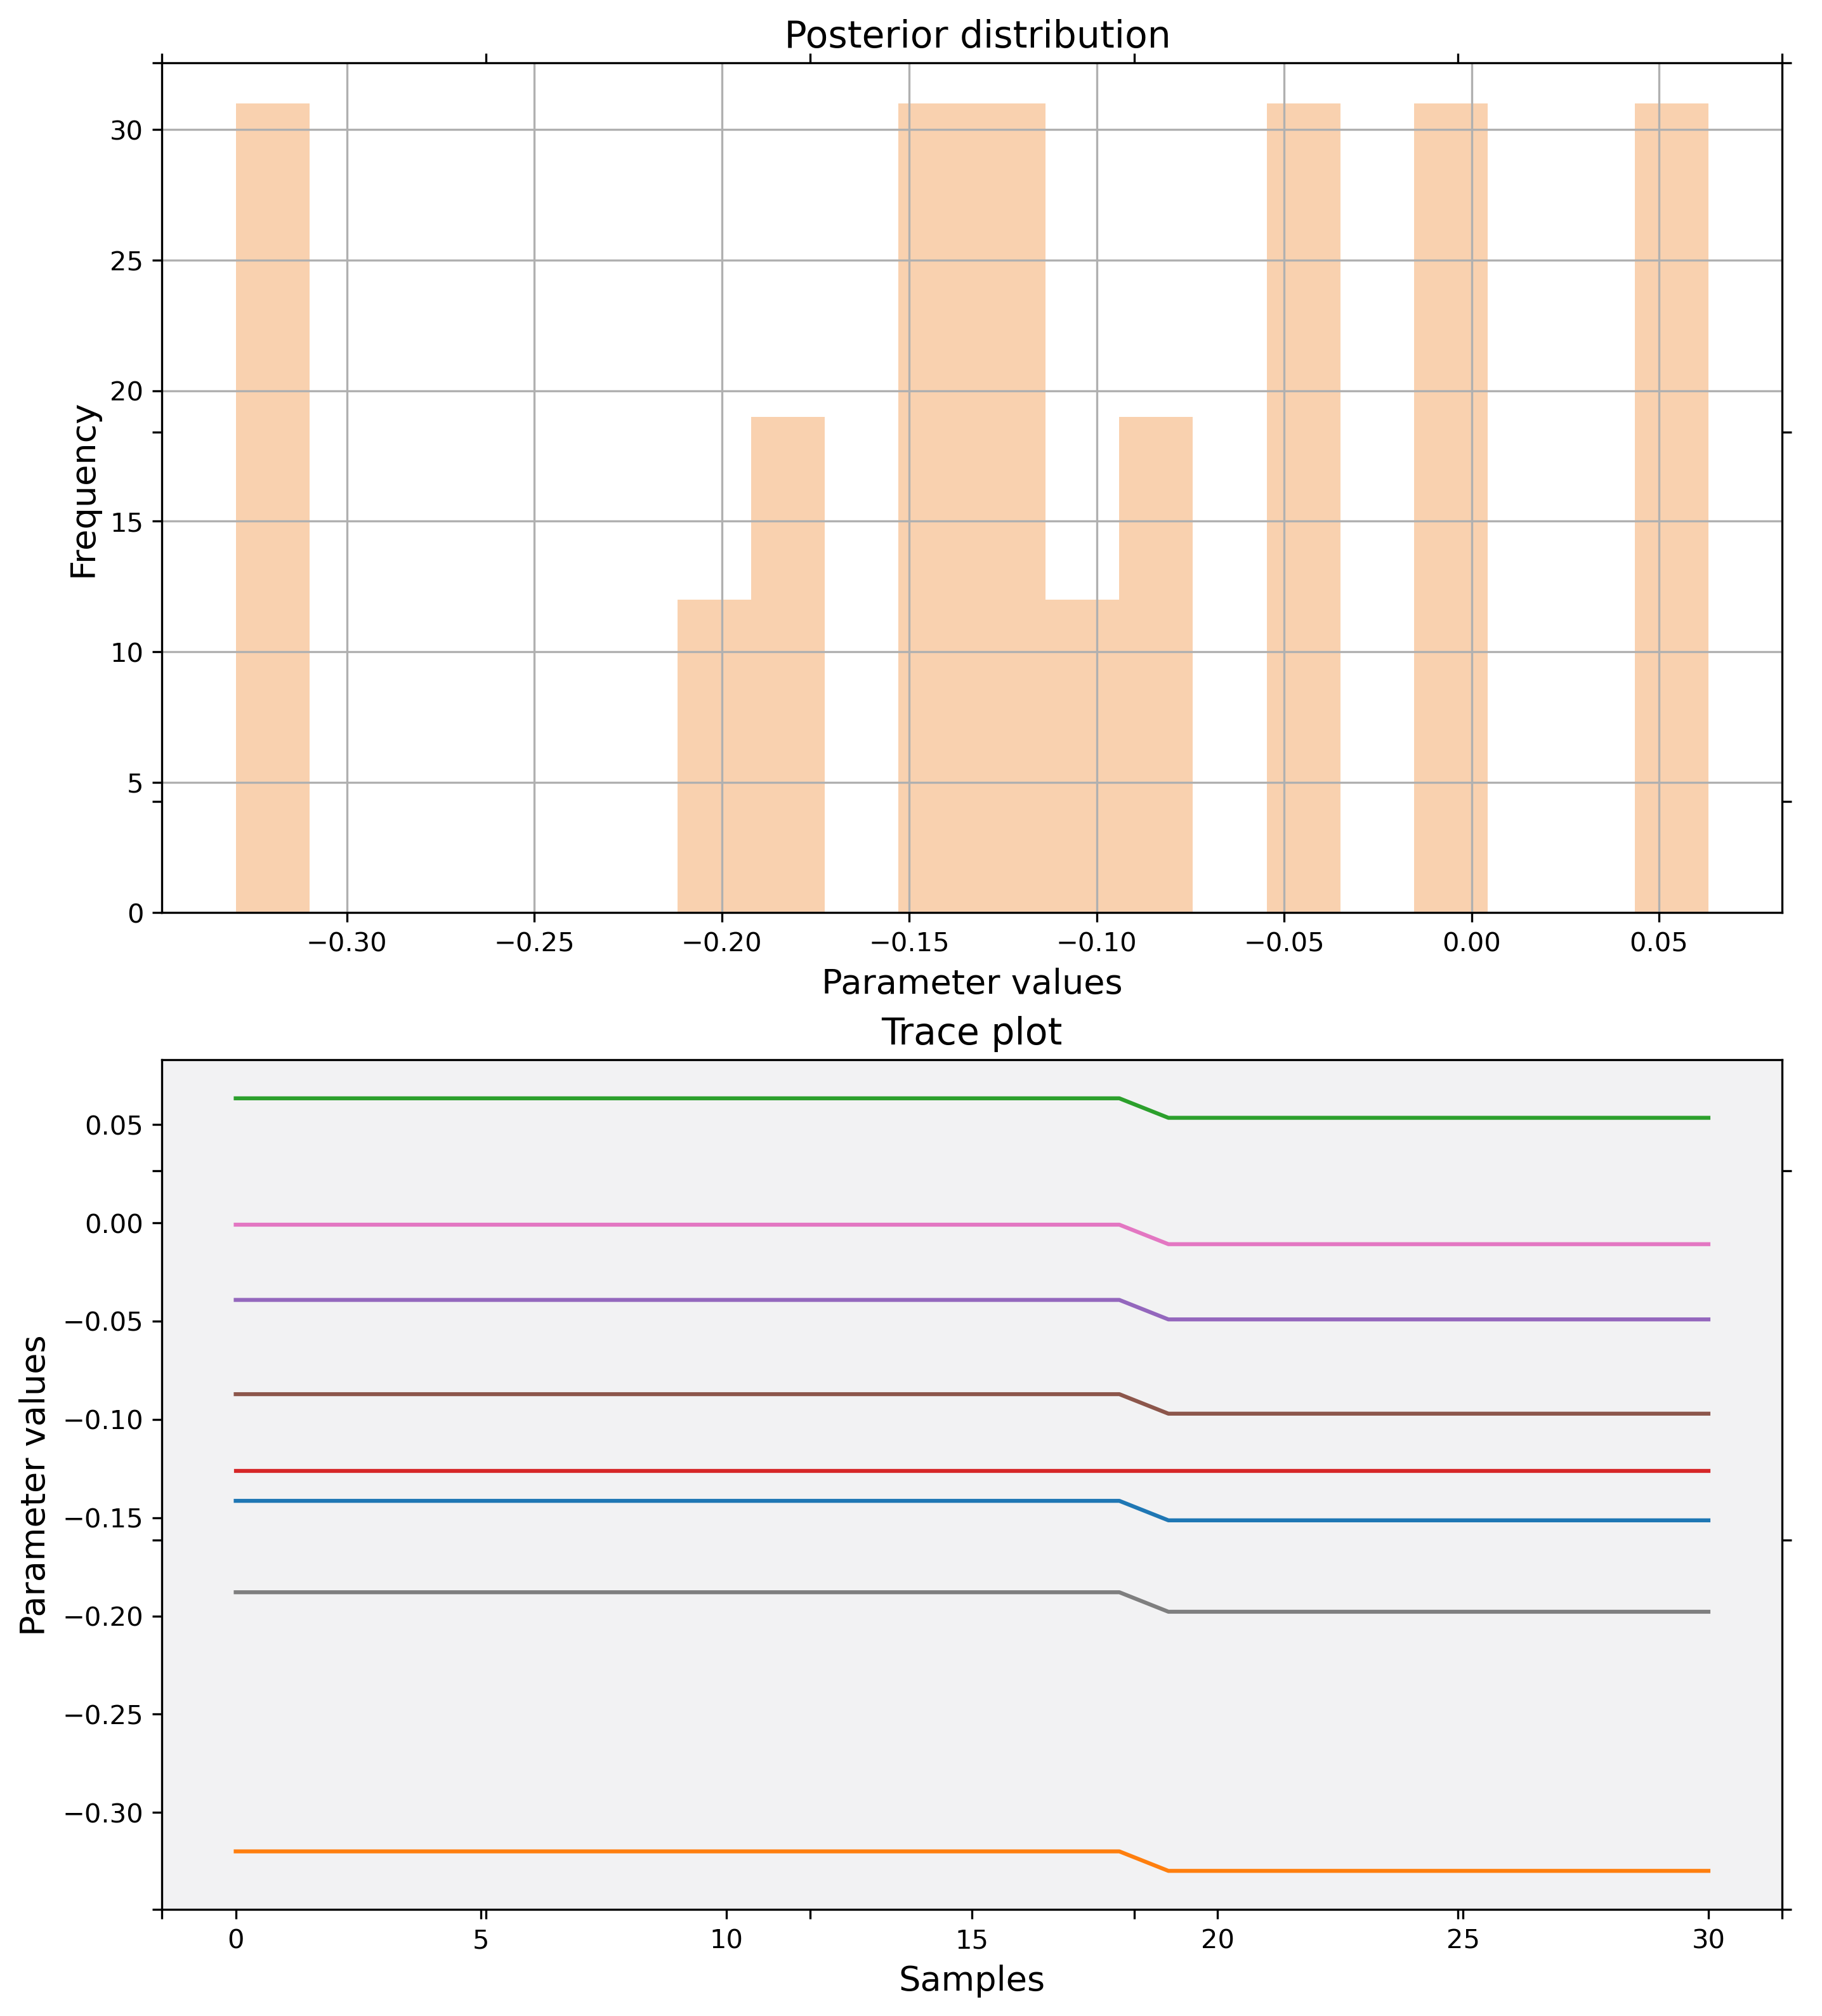 Posterior distribution
30
25
20
15
10
5
0
Frequency
−0.30 −0.25 −0.20 −0.15 −0.10 −0.05 0.00 0.05
Parameter values
Trace plot
0.05
0.00
−0.05
−0.10
−0.15
−0.20
−0.25
−0.30
Parameter values
0 5 10 15 20 25 30
Samples